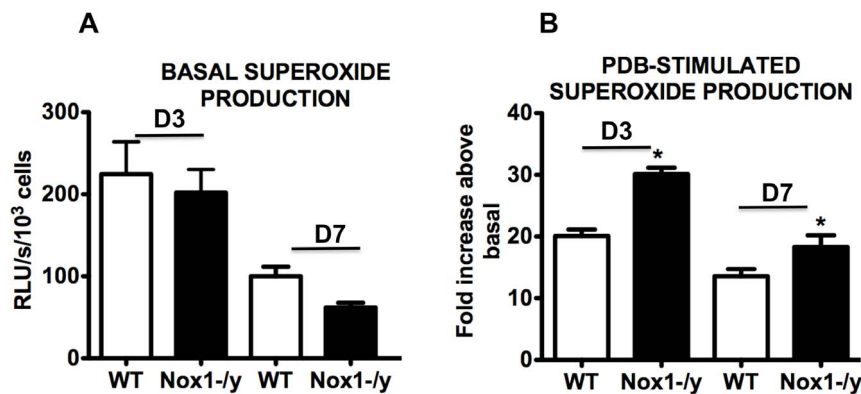 A
BASAL SUPEROXIDE
PRODUCTION
RLU/s/10³ cells
300
200
100
0
D3
D7
WT Nox1-/y WT Nox1-/y
B
PDB-STIMULATED
SUPEROXIDE PRODUCTION
Fold increase above
basal
40
30
20
10
0
D3
*
D7
*
WT Nox1-/y WT Nox1-/y